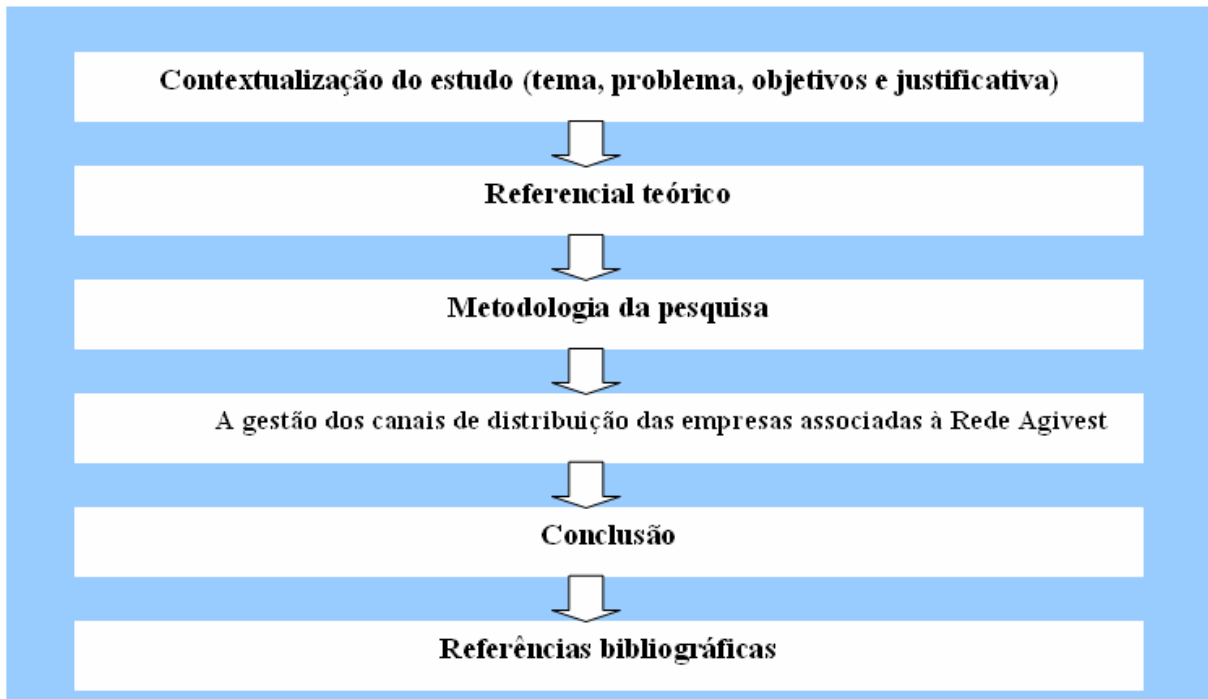 Contextualização do estudo (tema, problema, objetivos e justificativa)
Referencial teórico
Metodologia da pesquisa
A gestão dos canais de distribuição das empresas associadas à Rede Agivest
Conclusão
Referências bibliográficas